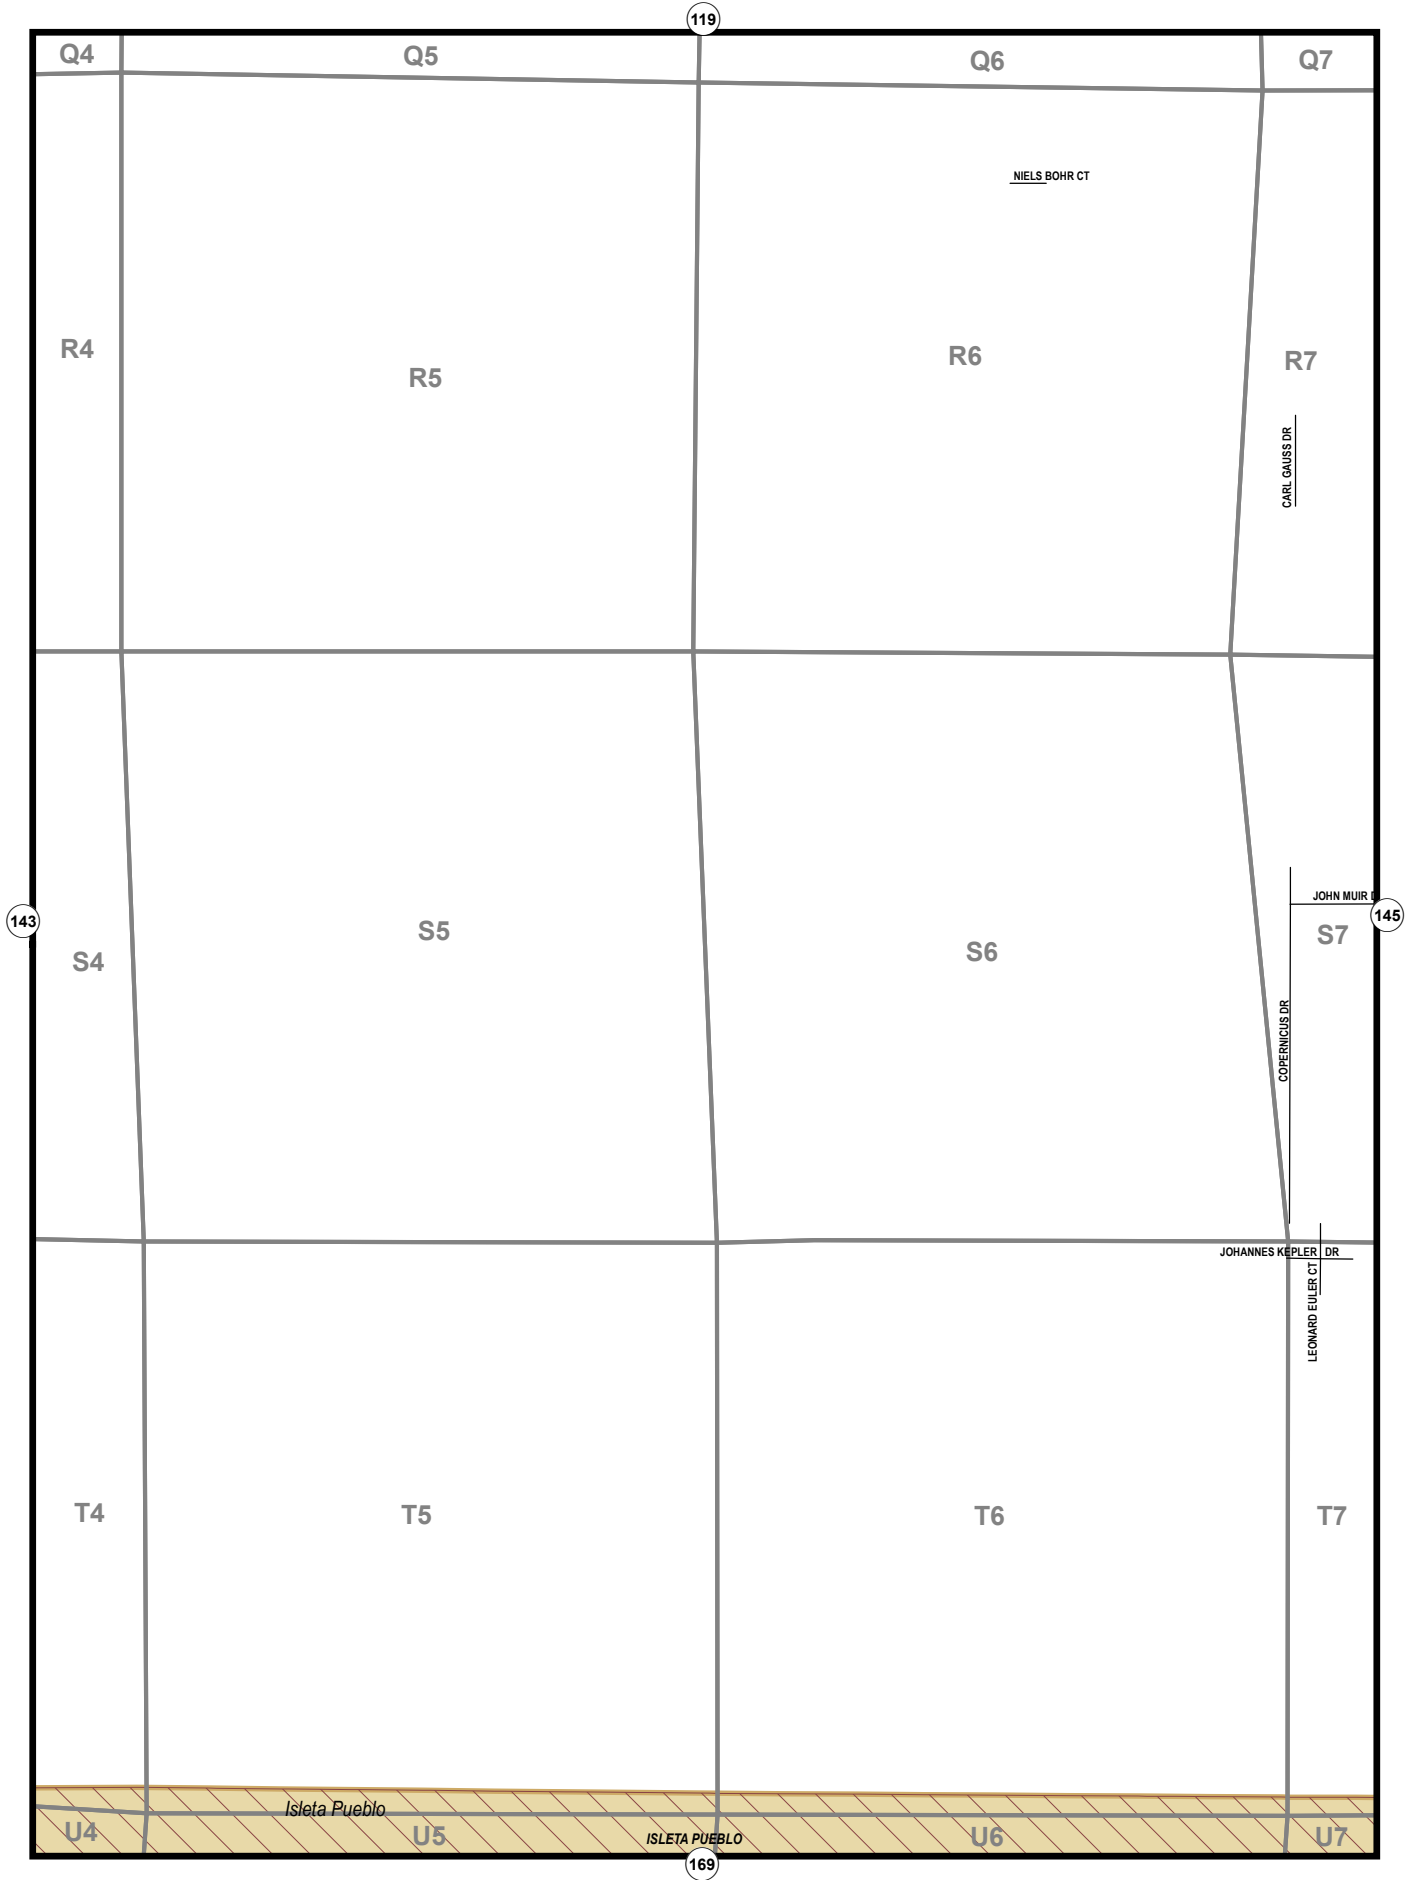 119
Q4
Q5
Q6
Q7
NIELS BOHR CT
R4
R5
R6
R7
CARL GAUSS DR
JOHN MUIR
143
145
S4
S5
S6
S7
COPERNICUS DR
JOHANNES KEPLER DR
LEONARD EULER CT
T4
T5
T6
T7
Isleta Pueblo
U4
U5
ISLETA PUEBLO
U6
U7
169